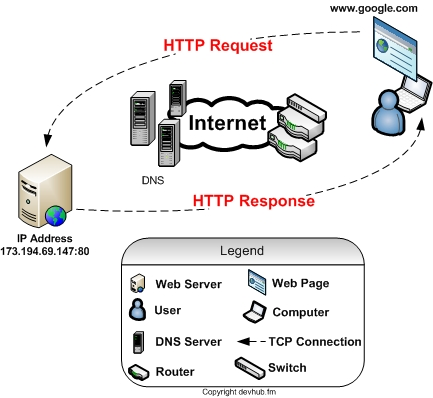 www.google.com
HTTP Request
Internet
DNS
HTTP Response
IP Address
173.194.69.147:80
Legend
Web Server
Web Page
User
Computer
DNS Server
TCP Connection
Router
Switch
Copyright devhub.fm